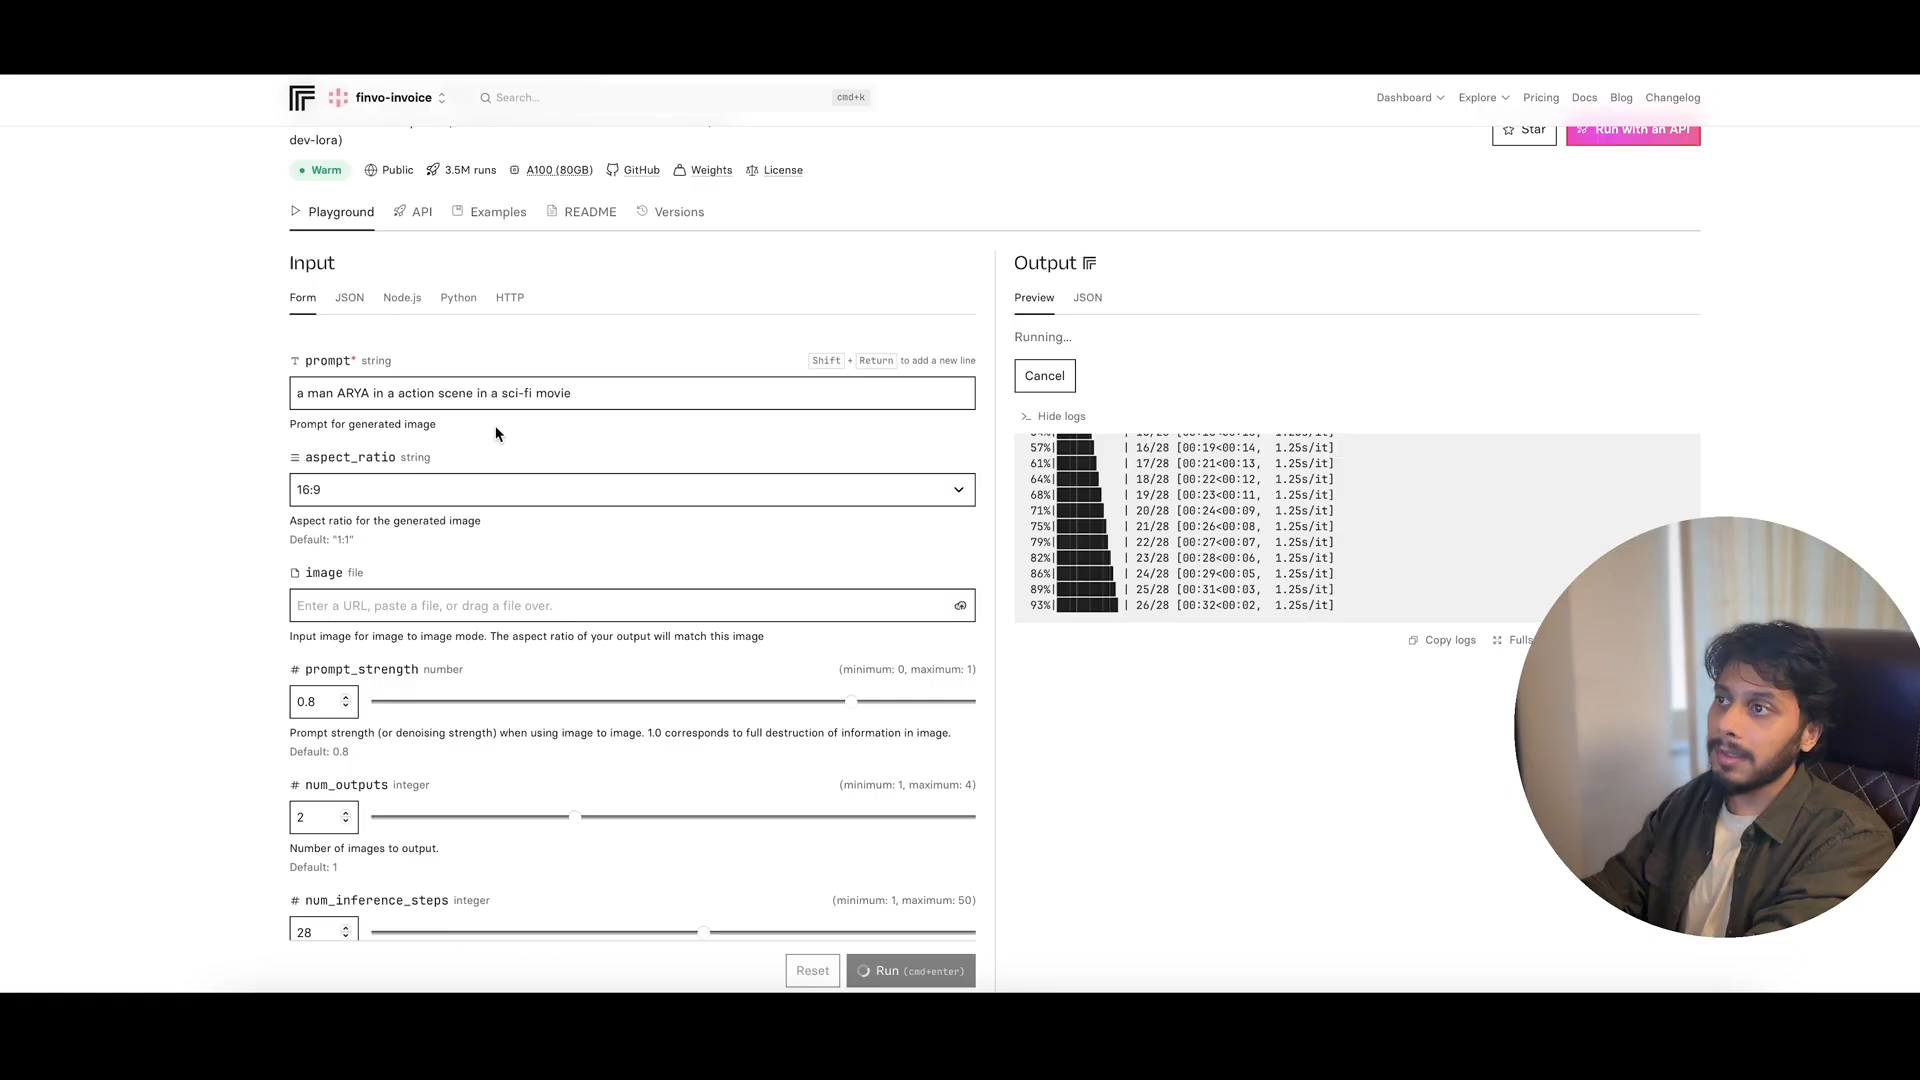 finvo-invoice
Search...
cmd+k
Dashboard
Explore
Pricing
Docs
Blog
Changelog
dev-lora)
Star
Run with an API
Warm
Public
3.5M runs
A100 (80GB)
GitHub
Weights
License
Playground
API
Examples
README
Versions
Input
Form
JSON
Node.js
Python
HTTP
prompt* string
Shift + Return to add a new line
a man ARYA in a action scene in a sci-fi movie
Prompt for generated image
aspect_ratio string
16:9
Aspect ratio for the generated image
Default: "1:1"
image file
Enter a URL, paste a file, or drag a file over.
Input image for image to image mode. The aspect ratio of your output will match this image
# prompt_strength number
(minimum: 0, maximum: 1)
0.8
Prompt strength (or denoising strength) when using image to image. 1.0 corresponds to full destruction of information in image.
Default: 0.8
# num_outputs integer
(minimum: 1, maximum: 4)
2
Number of images to output.
Default: 1
# num_inference_steps integer
(minimum: 1, maximum: 50)
28
Reset
Run (cmd+enter)
Output
Preview
JSON
Running...
Cancel
Hide logs
57%| | 16/28 [00:19<00:14, 1.25s/it]
61%| | 17/28 [00:21<00:13, 1.25s/it]
64%| | 18/28 [00:22<00:12, 1.25s/it]
68%| | 19/28 [00:23<00:11, 1.25s/it]
71%| | 20/28 [00:24<00:09, 1.25s/it]
75%| | 21/28 [00:26<00:08, 1.25s/it]
79%| | 22/28 [00:27<00:07, 1.25s/it]
82%| | 23/28 [00:28<00:06, 1.25s/it]
86%| | 24/28 [00:29<00:05, 1.25s/it]
89%| | 25/28 [00:31<00:03, 1.25s/it]
93%| | 26/28 [00:32<00:02, 1.25s/it]
Copy logs
Fulls